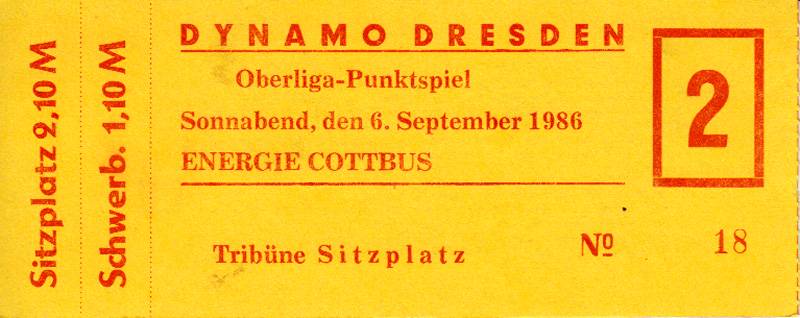 Sitzplatz 2,10 M
Schwerb. 1,10 M
DYNAMO DRESDEN
Oberliga-Punktspiel
Sonnabend, den 6. September 1986
ENERGIE COTTBUS
2
Tribüne Sitzplatz
Nº 18